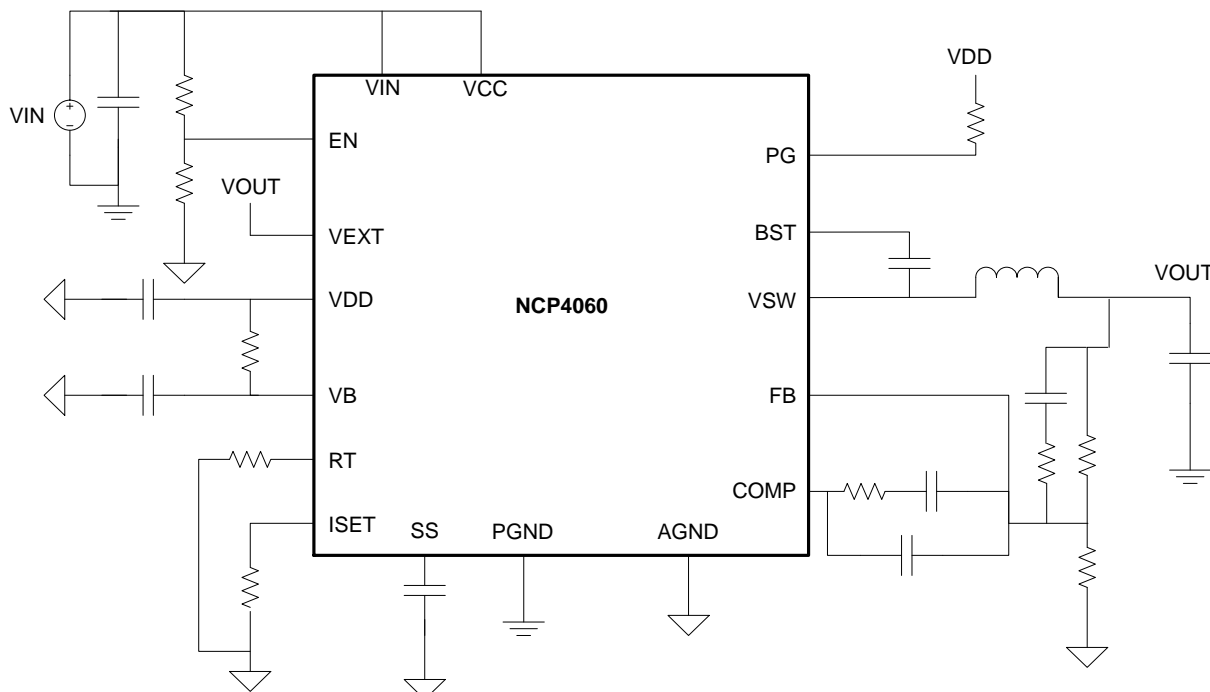 VDD
VIN
VCC
VIN
EN
PG
VOUT
BST
VEXT
VOUT
VDD
NCP4060
VSW
VB
FB
RT
COMP
ISET
SS
PGND
AGND